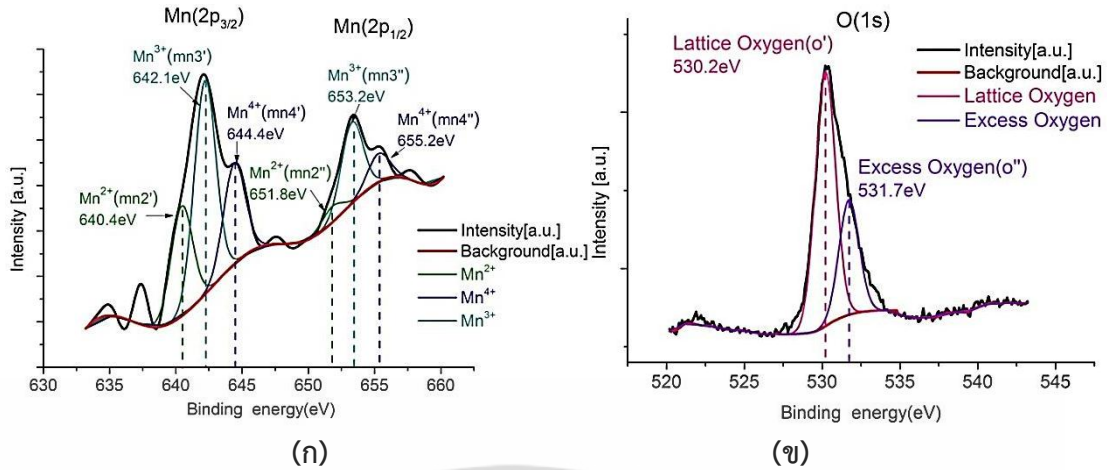 Mn(2p3/2)
Mn(2p1/2)
Mn3+(mn3')
642.1eV
Mn4+(mn4')
644.4eV
Mn2+(mn2')
640.4eV
Mn3+(mn3'')
653.2eV
Mn4+(mn4'')
655.2eV
Mn2+(mn2'')
651.8eV
Intensity[a.u.]
Background[a.u.]
Mn2+
Mn4+
Mn3+
Intensity [a.u.]
630 635 640 645 650 655 660
Binding energy(eV)
(ก)
O(1s)
Lattice Oxygen(o')
530.2eV
Intensity[a.u.]
Background[a.u.]
Lattice Oxygen
Excess Oxygen
Excess Oxygen(o'')
531.7eV
Intensity [a.u.]
520 525 530 535 540 545
Binding energy(eV)
(ข)